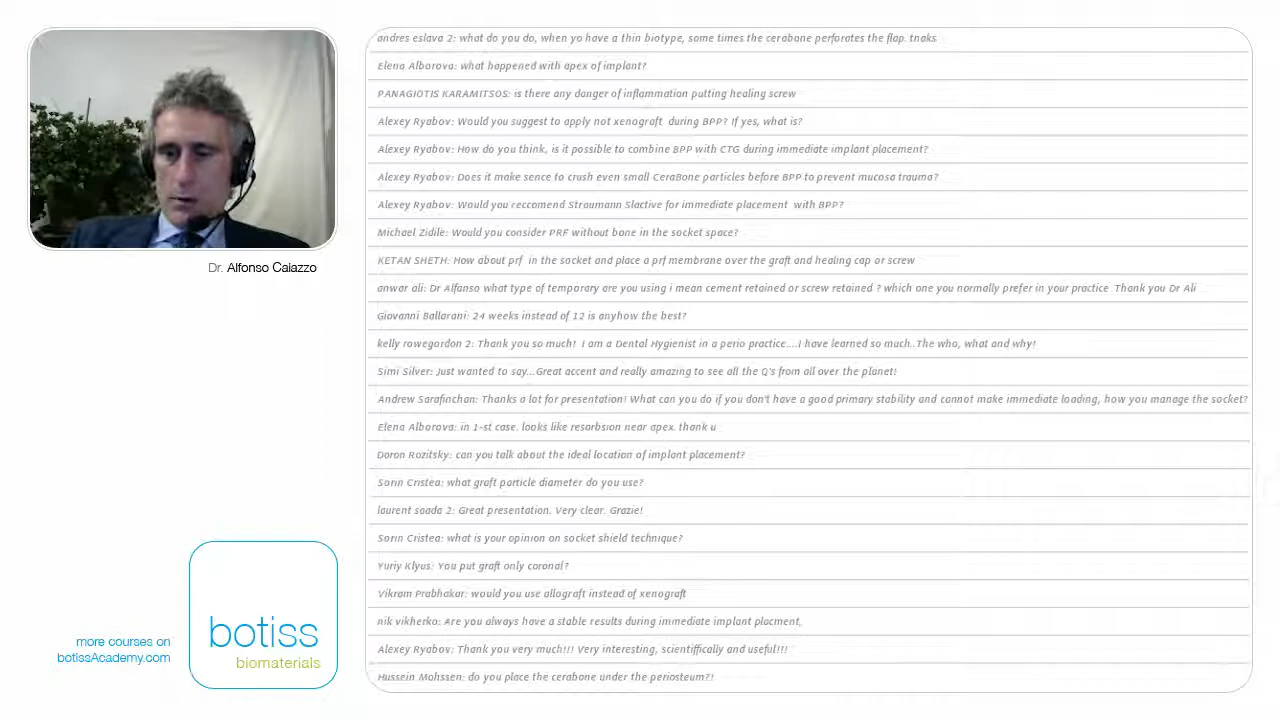 Dr. Alfonso Caiazzo
more courses on
botissAcademy.com
botiss
biomaterials
andres eslava 2: what do you do, when yo have a thin biotype, some times the cerabone perforates the flap. tnaks
Elena Alborova: what happened with apex of implant?
PANAGIOTIS KARAMITSOS: is there any danger of inflammation putting healing screw
Alexey Ryabov: Would you suggest to apply not xenograft during BPP? If yes, what is?
Alexey Ryabov: How do you think, is it possible to combine BPP with CTG during immediate implant placement?
Alexey Ryabov: Does it make sence to crush even small CeraBone particles before BPP to prevent mucosa trauma?
Alexey Ryabov: Would you reccomend Straumann Slactive for immediate placement with BPP?
Michael Zidile: Would you consider PRF without bone in the socket space?
KETAN SHETH: How about prf in the socket and place a prf membrane over the graft and healing cap or screw
anwar ali: Dr Alfanso what type of temporary are you using i mean cement retained or screw retained ? which one you normally prefer in your practice Thank you Dr Ali
Giovanni Ballarani: 24 weeks instead of 12 is anyhow the best?
kelly rowegordon 2: Thank you so much! I am a Dental Hygienist in a perio practice....I have learned so much..The who, what and why!
Simi Silver: Just wanted to say...Great accent and really amazing to see all the Q's from all over the planet!
Andrew Sarafinchan: Thanks a lot for presentation! What can you do if you don't have a good primary stability and cannot make immediate loading, how you manage the socket?
Elena Alborova: in 1-st case. looks like resorbsion near apex. thank u
Doron Rozitsky: can you talk about the ideal location of implant placement?
Sorin Cristea: what graft particle diameter do you use?
laurent saada 2: Great presentation. Very clear. Grazie!
Sorin Cristea: what is your opinion on socket shield technique?
Yuriy Klyus: You put graft only coronal?
Vikram Prabhakar: would you use allograft instead of xenograft
nik vikherko: Are you always have a stable results during immediate implant placment,
Alexey Ryabov: Thank you very much!!! Very interesting, scientiffically and useful!!!
Hussein Mohssen: do you place the cerabone under the periosteum?!